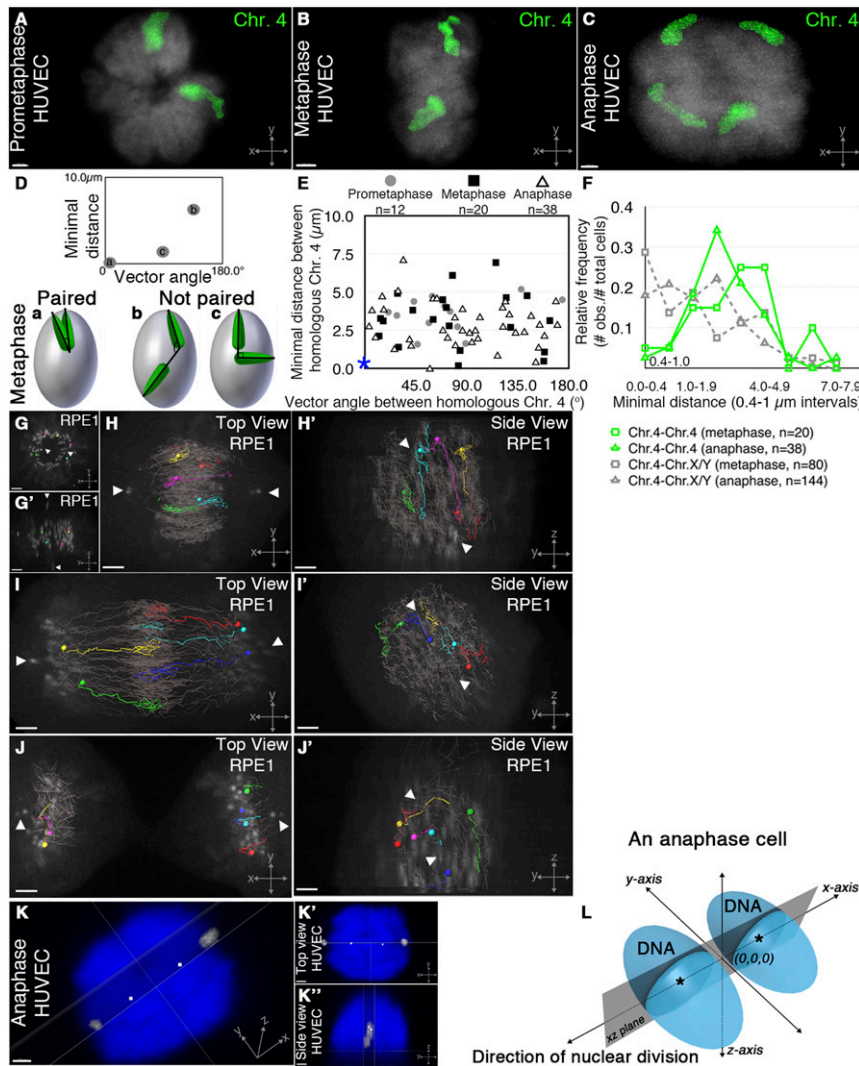 A
Chr. 4
Prometaphase
HUVEC
x
y
B
Chr. 4
Metaphase
HUVEC
x
y
C
Chr. 4
Anaphase
HUVEC
x
y
D
10.0µm
Minimal
distance
a
b
c
0
Vector angle
180.0°
Metaphase
Paired
Not paired
a
b
c
E
Prometaphase
n=12
Metaphase
n=20
Anaphase
n=38
Minimal distance between
homologous Chr. 4 (µm)
10.0
7.5
5.0
2.5
0.0
45.0
90.0
135.0
180.0
Vector angle between homologous Chr. 4 (°)
F
Relative frequency
(# obs./# total cells)
0.4
0.3
0.2
0.1
0.4-1.0
0.0-0.4
1.0-1.9
4.0-4.9
7.0-7.9
Minimal distance (0.4-1 µm intervals)
Chr.4-Chr.4 (metaphase, n=20)
Chr.4-Chr.4 (anaphase, n=38)
Chr.4-Chr.X/Y (metaphase, n=80)
Chr.4-Chr.X/Y (anaphase, n=144)
G
RPE1
G'
RPE1
H
Top View
RPE1
y
x
H'
Side View
RPE1
y
z
I
Top View
RPE1
y
x
I'
Side View
RPE1
y
z
J
Top View
RPE1
y
x
J'
Side View
RPE1
y
z
K
Anaphase
HUVEC
y
z
x
K'
Top view
HUVEC
K''
Side view
HUVEC
L
An anaphase cell
y-axis
x-axis
DNA
DNA
*
*
(0,0,0)
xz plane
z-axis
Direction of nuclear division